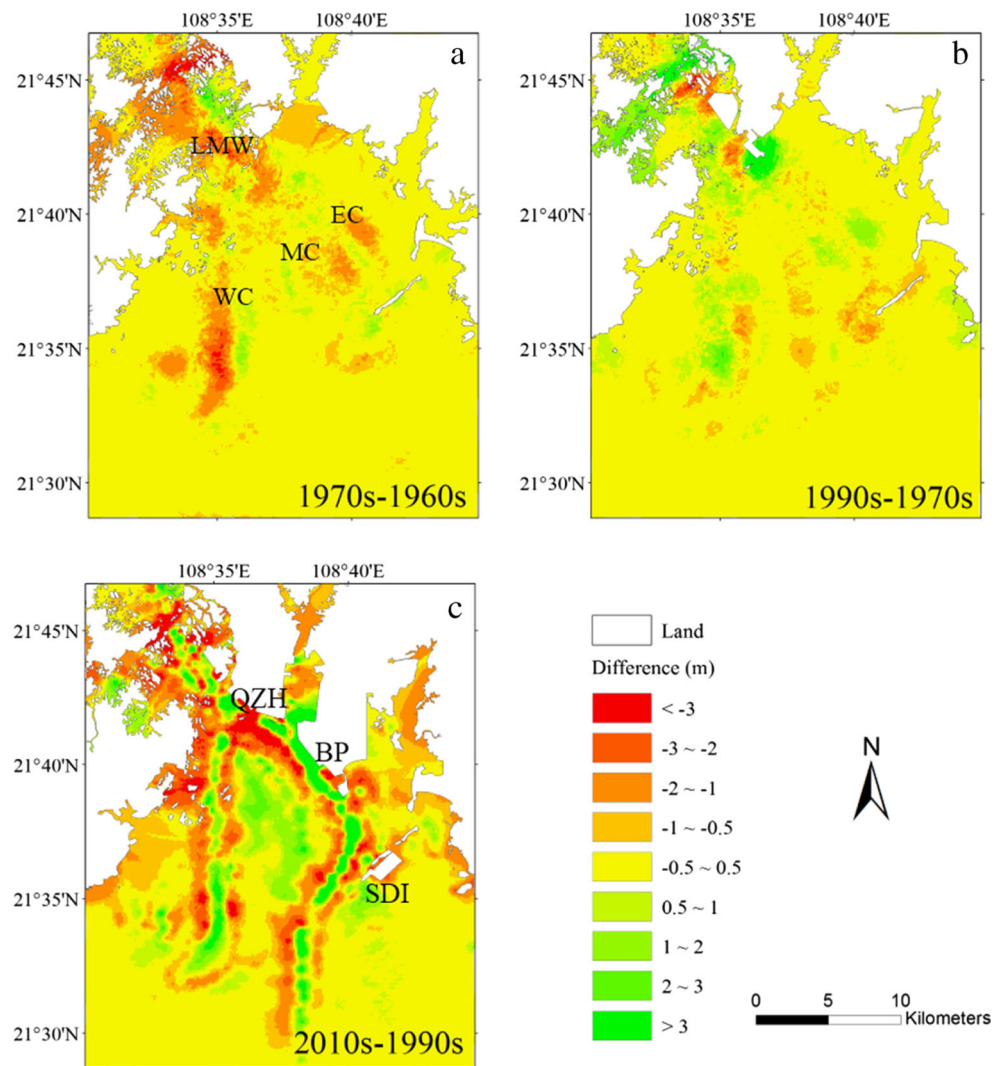 108°35'E 108°40'E
a
21°45'N
LMW
21°40'N
EC
MC
WC
21°35'N
21°30'N
1970s-1960s
108°35'E 108°40'E
b
21°45'N
21°40'N
21°35'N
21°30'N
1990s-1970s
108°35'E 108°40'E
c
21°45'N
QZH
BP
21°40'N
21°35'N
SDI
21°30'N
2010s-1990s
Land
Difference (m)
< -3
-3 ~ -2
-2 ~ -1
-1 ~ -0.5
-0.5 ~ 0.5
0.5 ~ 1
1 ~ 2
2 ~ 3
> 3
N
0 5 10
Kilometers